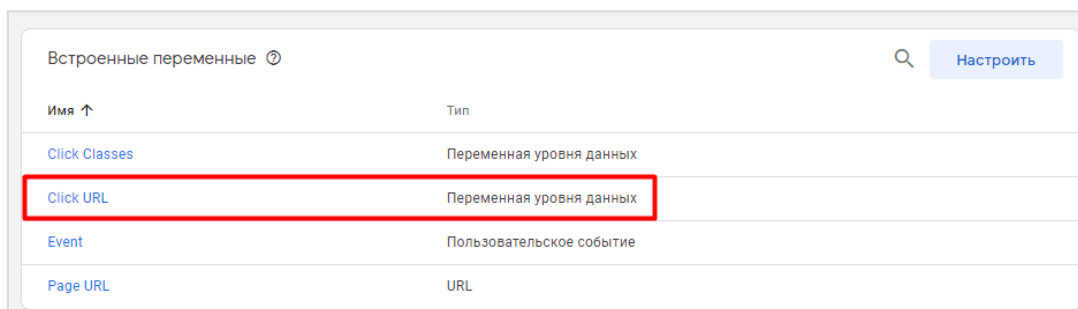 Встроенные переменные
Настроить
Имя ↑ Тип
Click Classes Переменная уровня данных
Click URL Переменная уровня данных
Event Пользовательское событие
Page URL URL